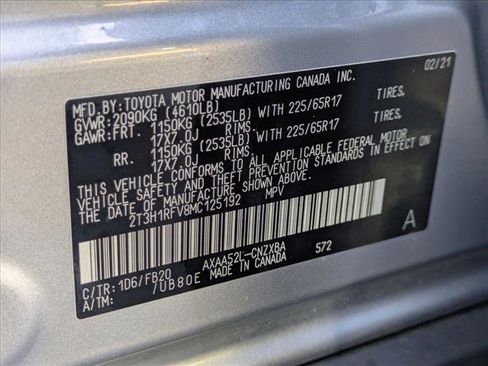 MFD.BY:TOYOTA MOTOR MANUFACTURING CANADA INC. 02/21
GVWR:2090KG (4610LB)
GAWR:FRT. 1150KG (2535LB) WITH 225/65R17 TIRES,
17X7.0J RIMS
RR. 1150KG (2535LB) WITH 225/65R17 TIRES,
17X7.0J RIMS
THIS VEHICLE CONFORMS TO ALL APPLICABLE FEDERAL MOTOR
VEHICLE SAFETY AND THEFT PREVENTION STANDARDS IN EFFECT ON THE
DATE OF MANUFACTURE SHOWN ABOVE.
2T3H1RFV8MC125192 MPV
A
C/TR: 1D6/FB20 AXAA52L-CNZXBA 572
A/TM: /UB80E MADE IN CANADA